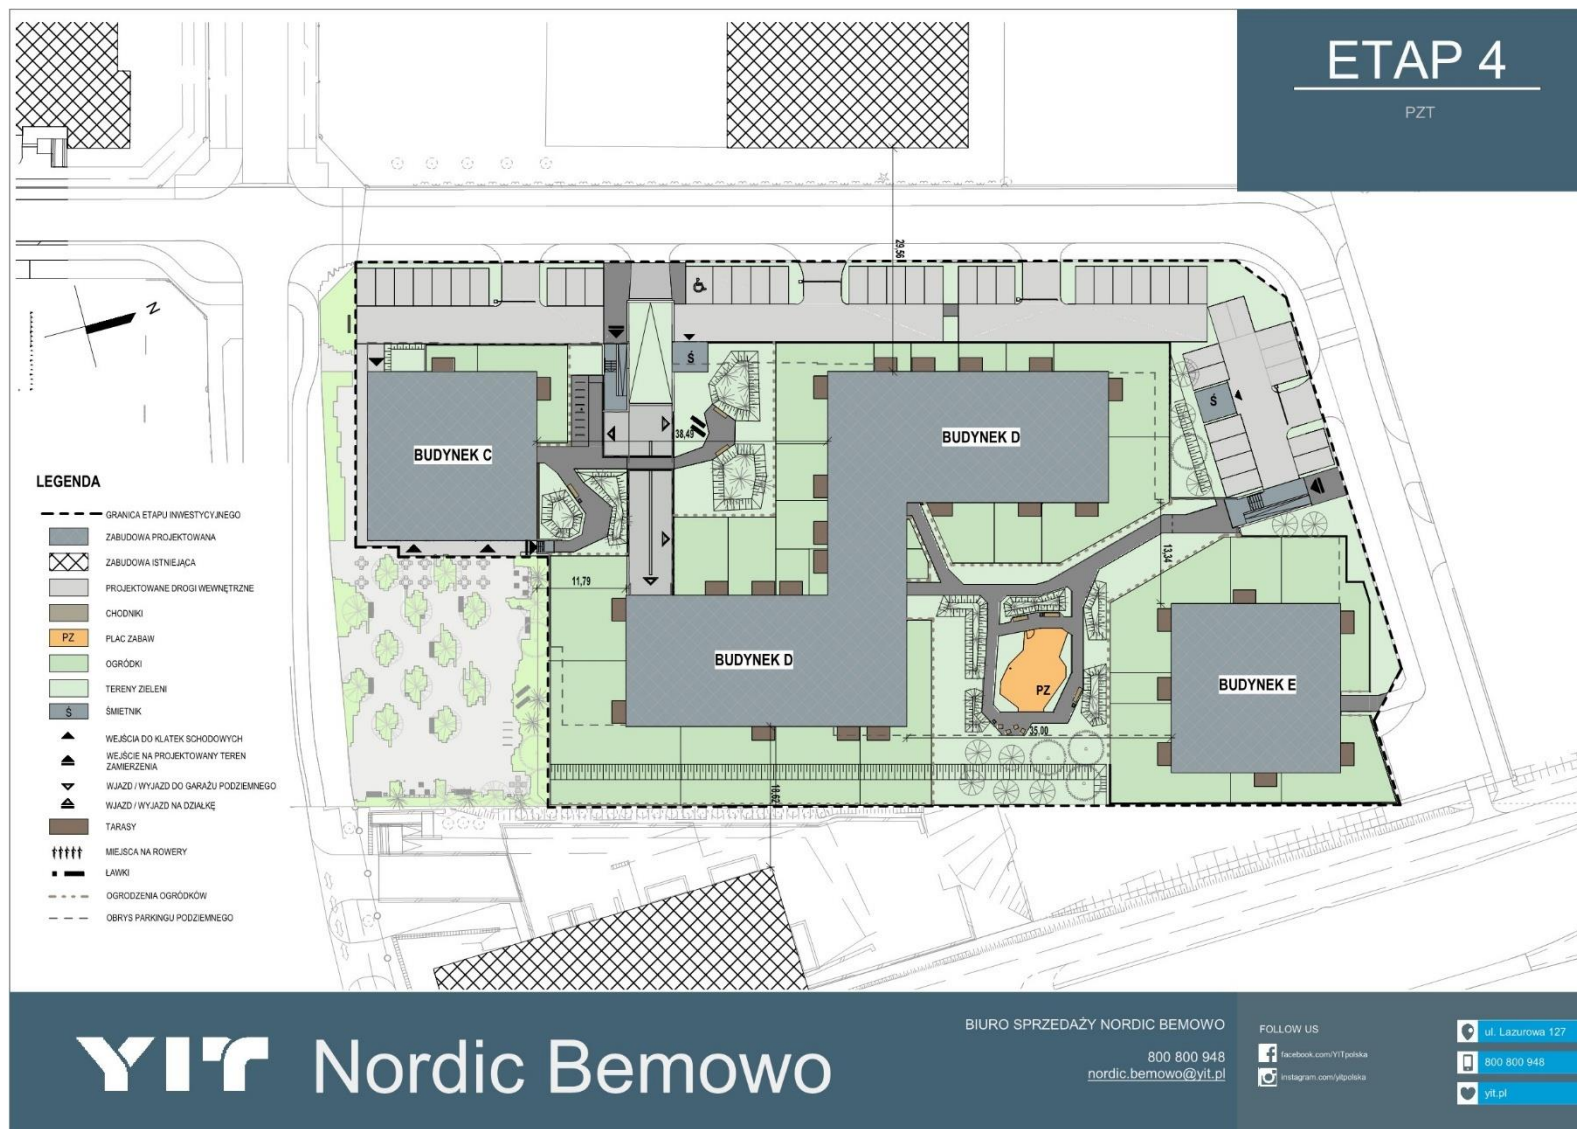 ETAP 4
PZT
29,56
N
Ś
38,49
BUDYNEK D
Ś
BUDYNEK C
13,34
11,79
BUDYNEK D
PZ
BUDYNEK E
35,00
18,62
LEGENDA
GRANICA ETAPU INWESTYCYJNEGO
ZABUDOWA PROJEKTOWANA
ZABUDOWA ISTNIEJĄCA
PROJEKTOWANE DROGI WEWNĘTRZNE
CHODNIKI
PZ PLAC ZABAW
OGRÓDKI
TERENY ZIELENI
Ś ŚMIETNIK
WEJŚCIA DO KLATEK SCHODOWYCH
WEJŚCIE NA PROJEKTOWANY TEREN
ZAMIERZENIA
WJAZD / WYJAZD DO GARAŻU PODZIEMNEGO
WJAZD / WYJAZD NA DZIAŁKĘ
TARASY
MIEJSCA NA ROWERY
ŁAWKI
OGRODZENIA OGRÓDKÓW
OBRYS PARKINGU PODZIEMNEGO
YIT Nordic Bemowo
BIURO SPRZEDAŻY NORDIC BEMOWO
800 800 948
nordic.bemowo@yit.pl
FOLLOW US
facebook.com/YITpolska
instagram.com/yitpolska
ul. Lazurowa 127
800 800 948
yit.pl